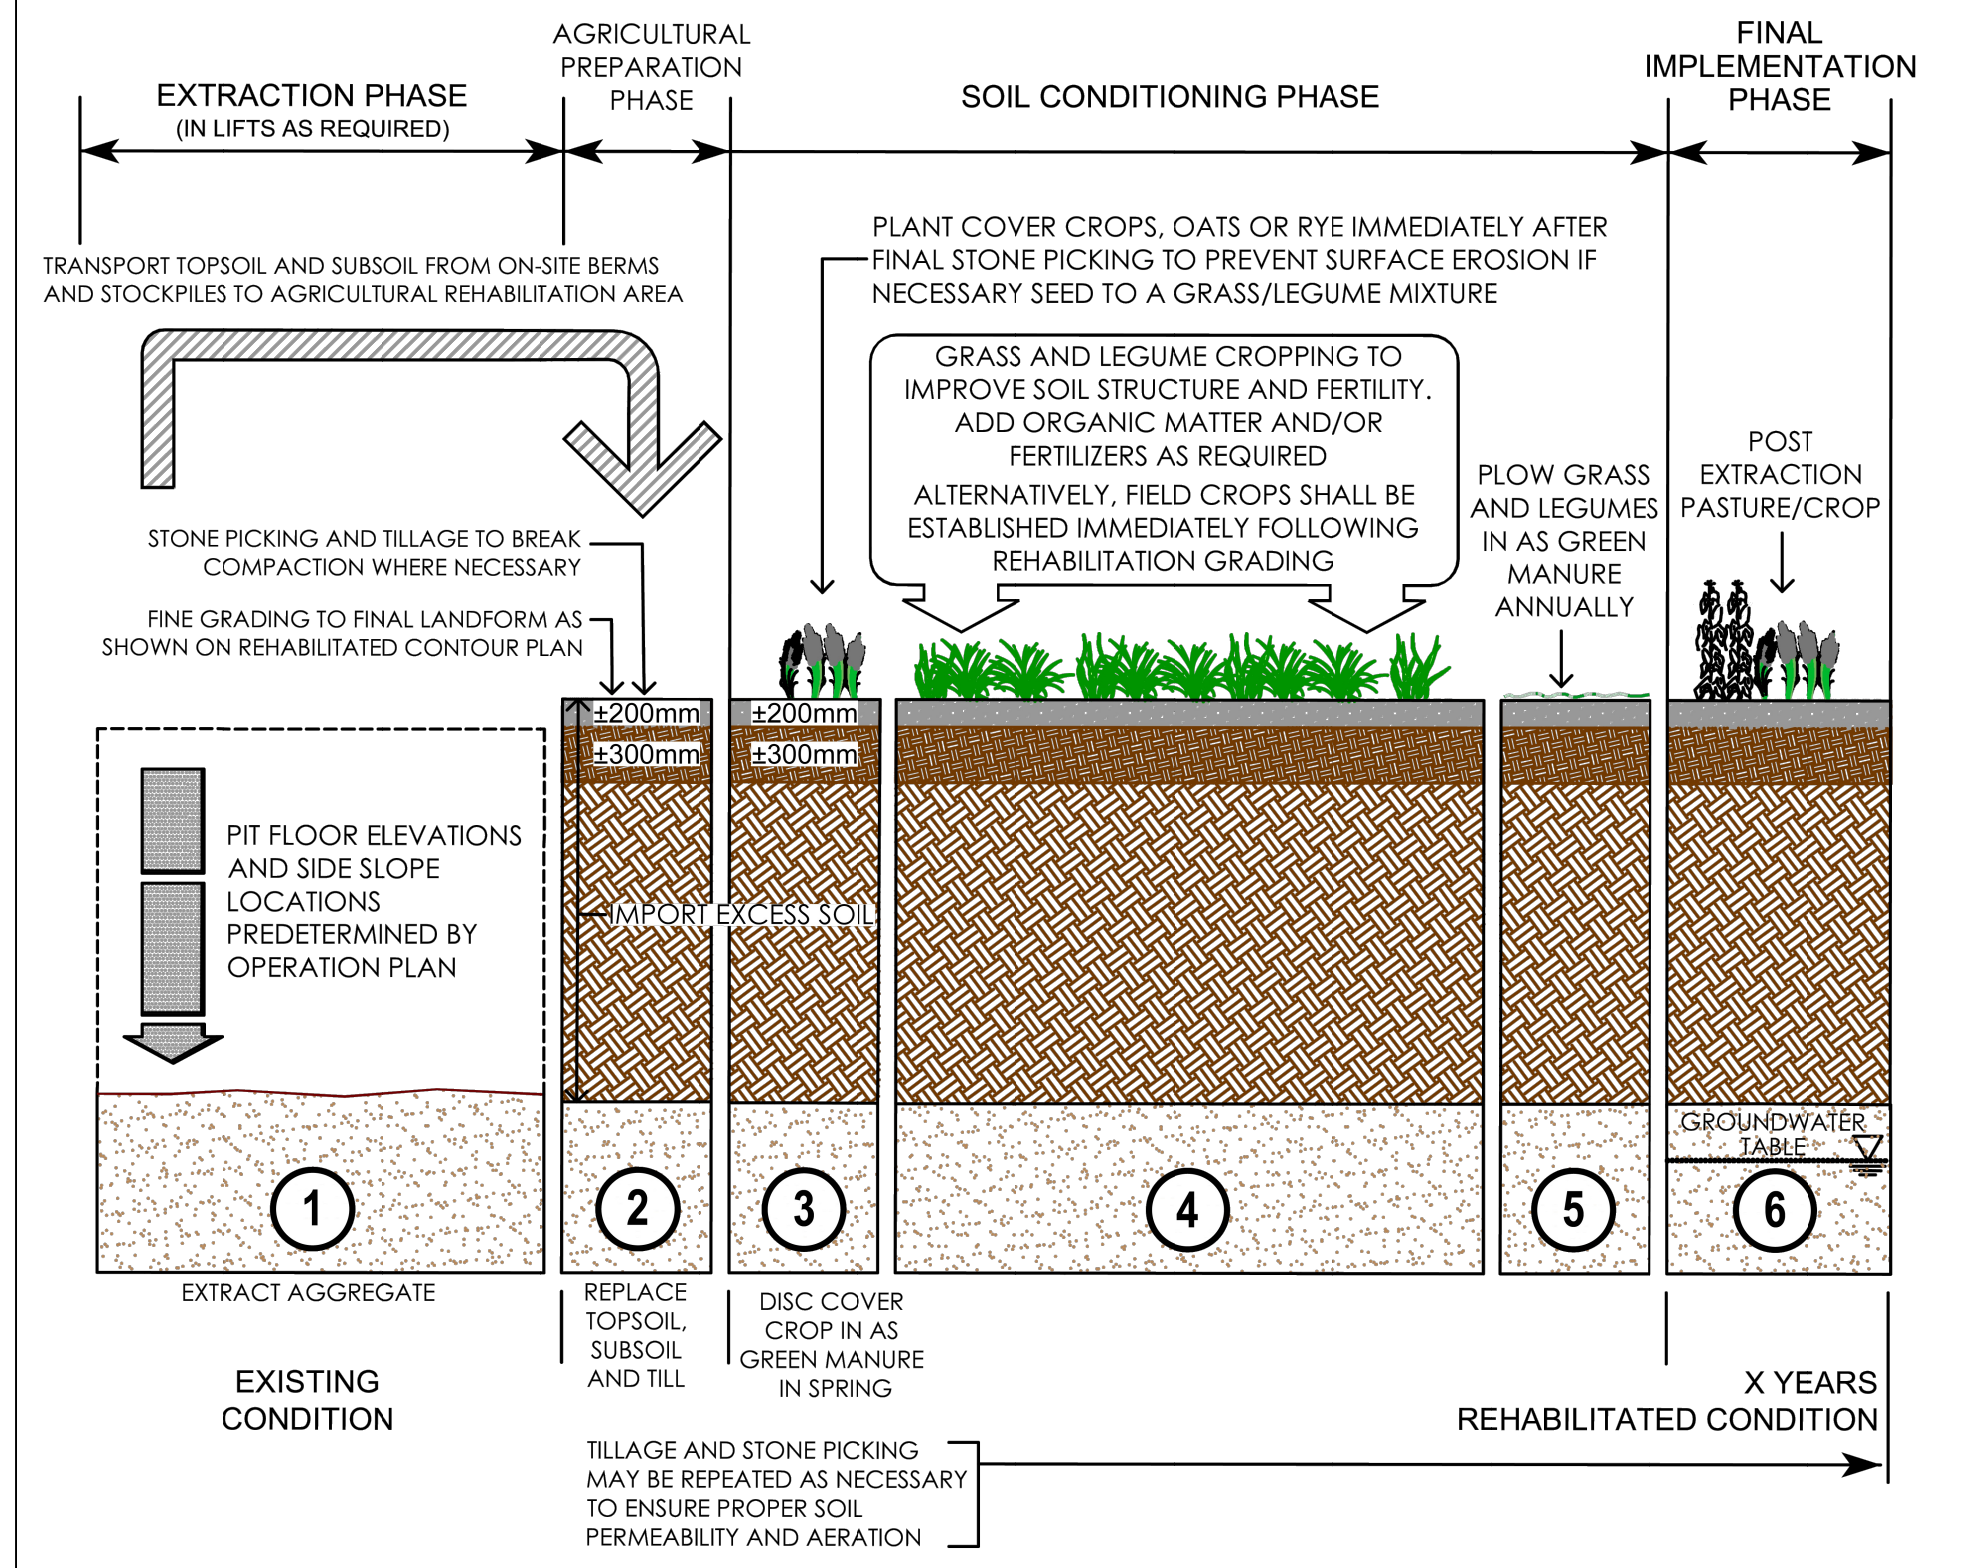 EXTRACTION PHASE
(IN LIFTS AS REQUIRED)
AGRICULTURAL
PREPARATION
PHASE
SOIL CONDITIONING PHASE
FINAL
IMPLEMENTATION
PHASE
TRANSPORT TOPSOIL AND SUBSOIL FROM ON-SITE BERMS
AND STOCKPILES TO AGRICULTURAL REHABILITATION AREA
PLANT COVER CROPS, OATS OR RYE IMMEDIATELY AFTER
FINAL STONE PICKING TO PREVENT SURFACE EROSION IF
NECESSARY SEED TO A GRASS/LEGUME MIXTURE
GRASS AND LEGUME CROPPING TO
IMPROVE SOIL STRUCTURE AND FERTILITY.
ADD ORGANIC MATTER AND/OR
FERTILIZERS AS REQUIRED
ALTERNATIVELY, FIELD CROPS SHALL BE
ESTABLISHED IMMEDIATELY FOLLOWING
REHABILITATION GRADING
PLOW GRASS
AND LEGUMES
IN AS GREEN
MANURE
ANNUALLY
POST
EXTRACTION
PASTURE/CROP
STONE PICKING AND TILLAGE TO BREAK
COMPACTION WHERE NECESSARY
FINE GRADING TO FINAL LANDFORM AS
SHOWN ON REHABILITATED CONTOUR PLAN
±200mm
±300mm
±200mm
±300mm
PIT FLOOR ELEVATIONS
AND SIDE SLOPE
LOCATIONS
PREDETERMINED BY
OPERATION PLAN
IMPORT EXCESS SOIL
GROUNDWATER
TABLE
1
2
3
4
5
6
EXTRACT AGGREGATE
REPLACE
TOPSOIL,
SUBSOIL
AND TILL
DISC COVER
CROP IN AS
GREEN MANURE
IN SPRING
EXISTING
CONDITION
X YEARS
REHABILITATED CONDITION
TILLAGE AND STONE PICKING
MAY BE REPEATED AS NECESSARY
TO ENSURE PROPER SOIL
PERMEABILITY AND AERATION